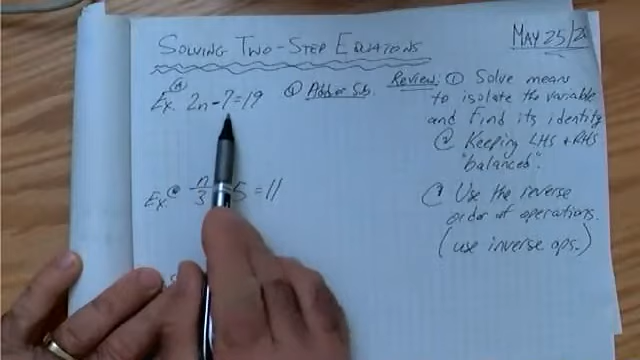 SOLVING TWO-STEP EQUATIONS
MAY 25/2
Ex. A 2n - 7 = 19
① Add or Sub.
Review: ① Solve means
to isolate the variable
and find its identity
② Keeping LHS + RHS
"balanced".
Use the reverse
order of operations.
(use inverse ops.)
Ex. n/3 5 = 11